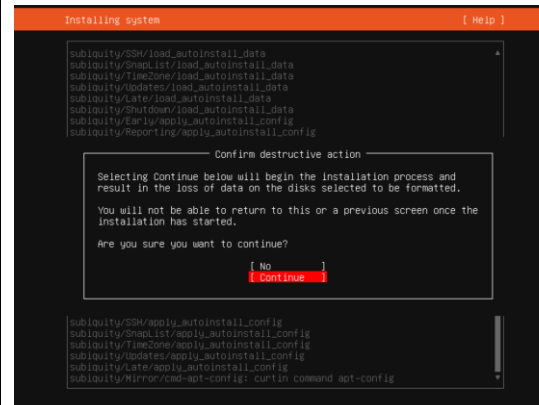 Installing system [ Help ]
subiquity/SSH/load_autoinstall_data
subiquity/SnapList/load_autoinstall_data
subiquity/TimeZone/load_autoinstall_data
subiquity/Updates/load_autoinstall_data
subiquity/Late/load_autoinstall_data
subiquity/Shutdown/load_autoinstall_data
subiquity/Early/apply_autoinstall_config
subiquity/Reporting/apply_autoinstall_config
Confirm destructive action
Selecting Continue below will begin the installation process and
result in the loss of data on the disks selected to be formatted.
You will not be able to return to this or a previous screen once the
installation has started.
Are you sure you want to continue?
[ No ]
[ Continue ]
subiquity/SSH/apply_autoinstall_config
subiquity/SnapList/apply_autoinstall_config
subiquity/TimeZone/apply_autoinstall_config
subiquity/Updates/apply_autoinstall_config
subiquity/Late/apply_autoinstall_config
subiquity/Mirror/cmd-apt-config: curtin command apt-config